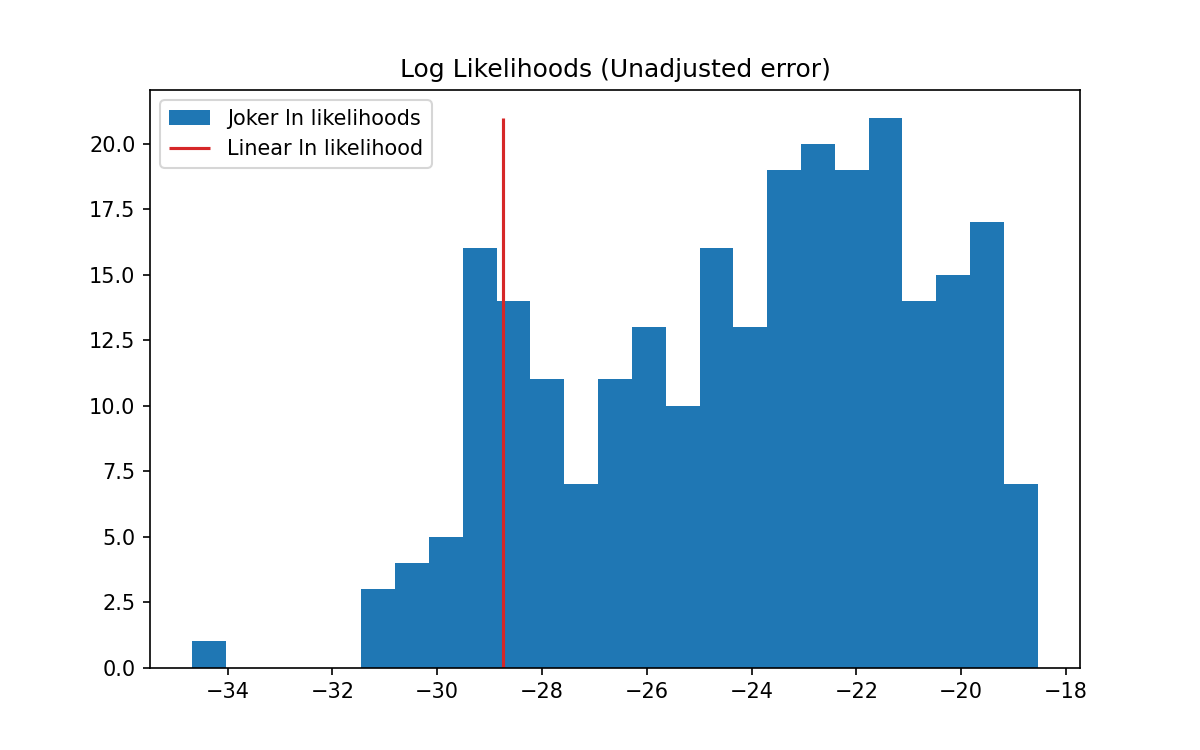 Log Likelihoods (Unadjusted error)
Joker ln likelihoods
Linear ln likelihood
20.0
17.5
15.0
12.5
10.0
7.5
5.0
2.5
0.0
−34 −32 −30 −28 −26 −24 −22 −20 −18